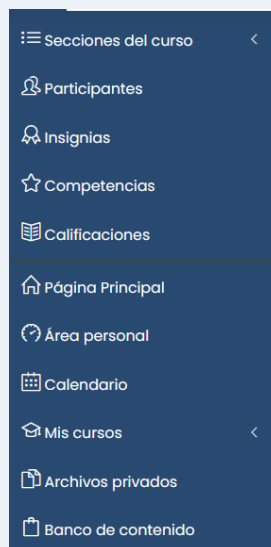 Secciones del curso
Participantes
Insignias
Competencias
Calificaciones
Página Principal
Área personal
Calendario
Mis cursos
Archivos privados
Banco de contenido